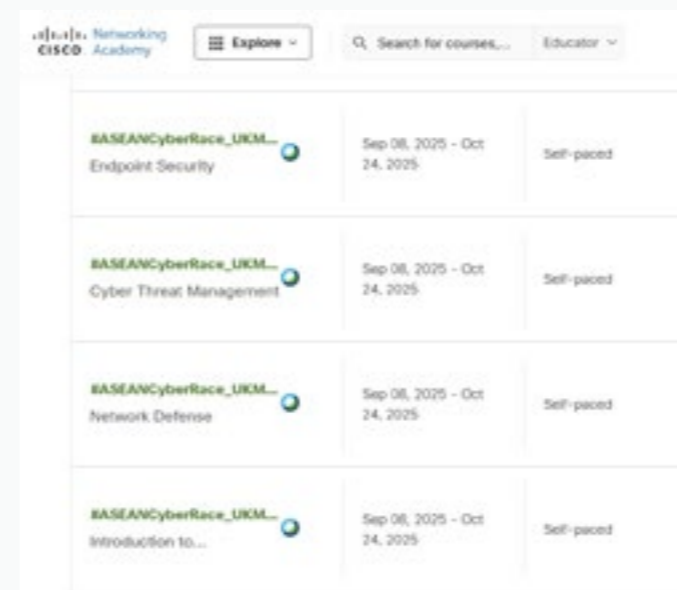 Networking
CISCO Academy
Explore
Search for courses,...
Educator
#ASEANCyberRace_UKM...
Endpoint Security
Sep 08, 2025 - Oct
24, 2025
Self-paced
#ASEANCyberRace_UKM...
Cyber Threat Management
Sep 08, 2025 - Oct
24, 2025
Self-paced
#ASEANCyberRace_UKM...
Network Defense
Sep 08, 2025 - Oct
24, 2025
Self-paced
#ASEANCyberRace_UKM...
Introduction to...
Sep 08, 2025 - Oct
24, 2025
Self-paced